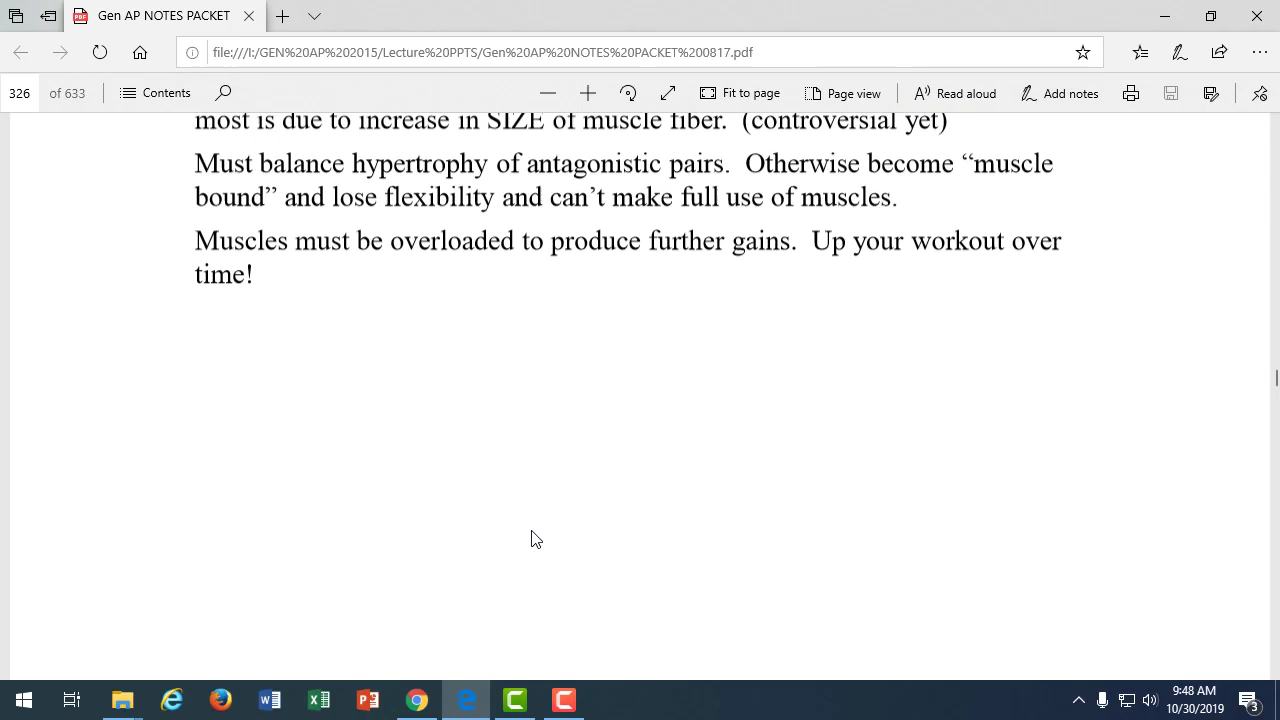 Gen AP NOTES PACKET
file:///I:/GEN%20AP%202015/Lecture%20PPTS/Gen%20AP%20NOTES%20PACKET%200817.pdf
326 of 633 Contents Fit to page Page view Read aloud Add notes
most is due to increase in SIZE of muscle fiber.  (controversial yet)
Must balance hypertrophy of antagonistic pairs.  Otherwise become “muscle
bound” and lose flexibility and can’t make full use of muscles.
Muscles must be overloaded to produce further gains.  Up your workout over
time!
9:48 AM
10/30/2019
3